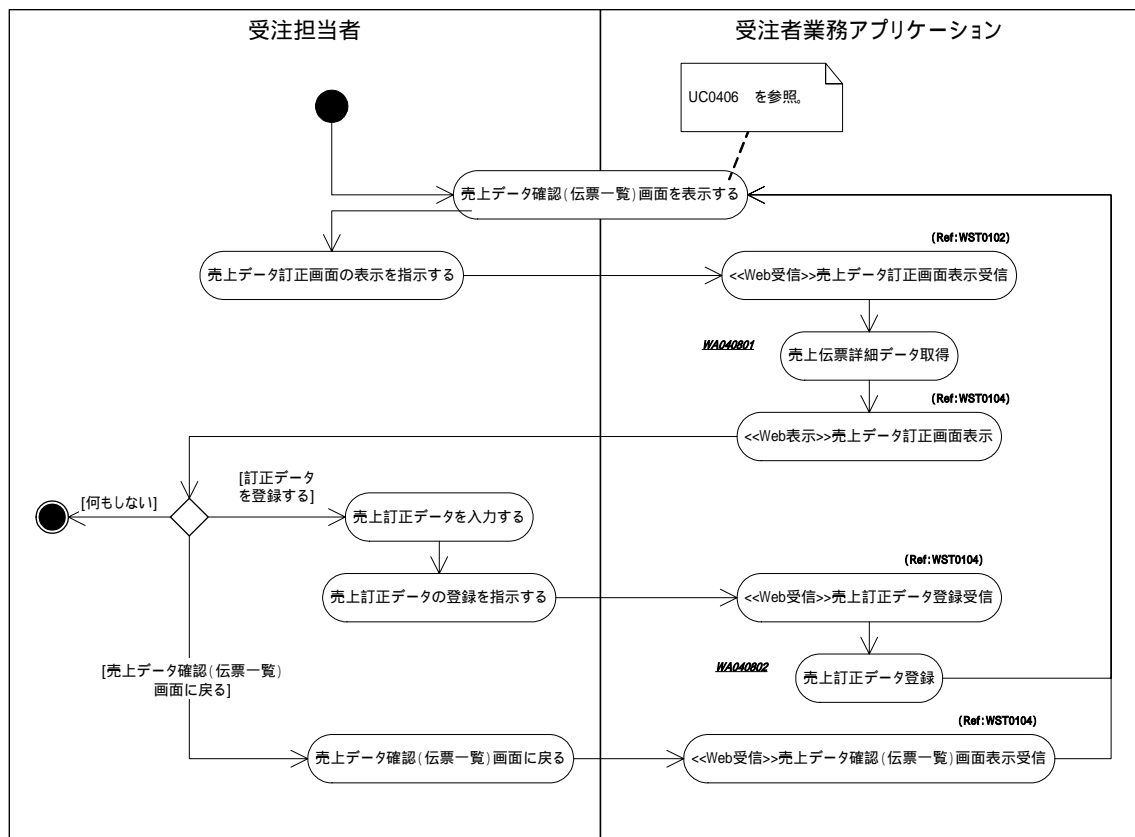 受注担当者
受注者業務アプリケーション
UC0406 を参照。
売上データ確認(伝票一覧)画面を表示する
(Ref:WST0102)
売上データ訂正画面の表示を指示する
<<Web受信>>売上データ訂正画面表示受信
WA040801
売上伝票詳細データ取得
(Ref:WST0104)
<<Web表示>>売上データ訂正画面表示
[何もしない]
[訂正データ
を登録する]
売上訂正データを入力する
(Ref:WST0104)
売上訂正データの登録を指示する
<<Web受信>>売上訂正データ登録受信
[売上データ確認(伝票一覧)
画面に戻る]
WA040802
売上訂正データ登録
(Ref:WST0104)
売上データ確認(伝票一覧)画面に戻る
<<Web受信>>売上データ確認(伝票一覧)画面表示受信